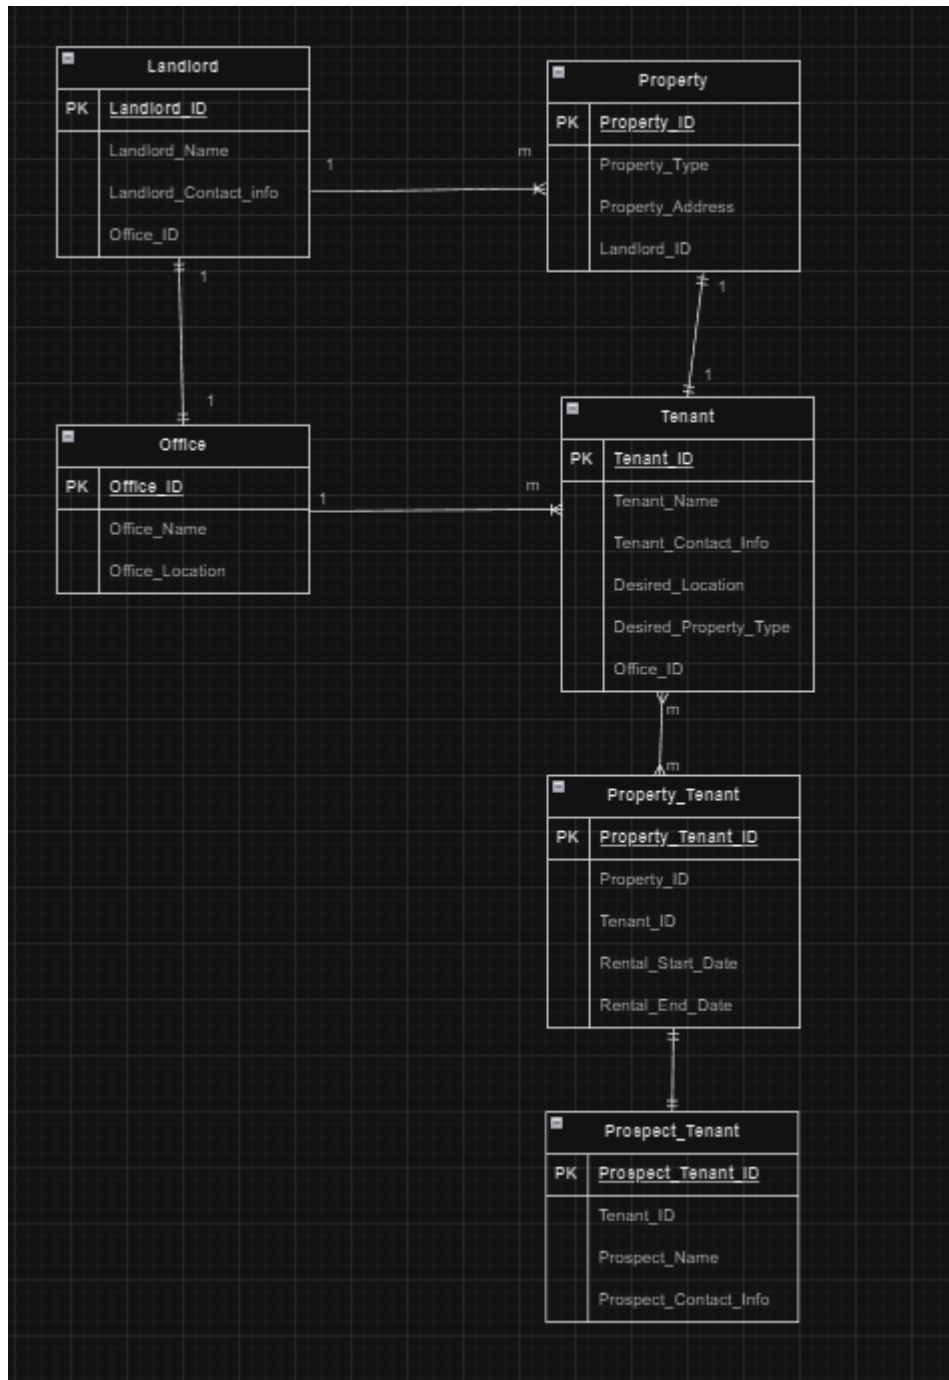 Landlord
PK Landlord_ID
Landlord_Name
Landlord_Contact_info
Office_ID
1
m
Property
PK Property_ID
Property_Type
Property_Address
Landlord_ID
1
1
1
1
Office
PK Office_ID
Office_Name
Office_Location
1
m
Tenant
PK Tenant_ID
Tenant_Name
Tenant_Contact_Info
Desired_Location
Desired_Property_Type
Office_ID
m
m
Property_Tenant
PK Property_Tenant_ID
Property_ID
Tenant_ID
Rental_Start_Date
Rental_End_Date
Prospect_Tenant
PK Prospect_Tenant_ID
Tenant_ID
Prospect_Name
Prospect_Contact_Info